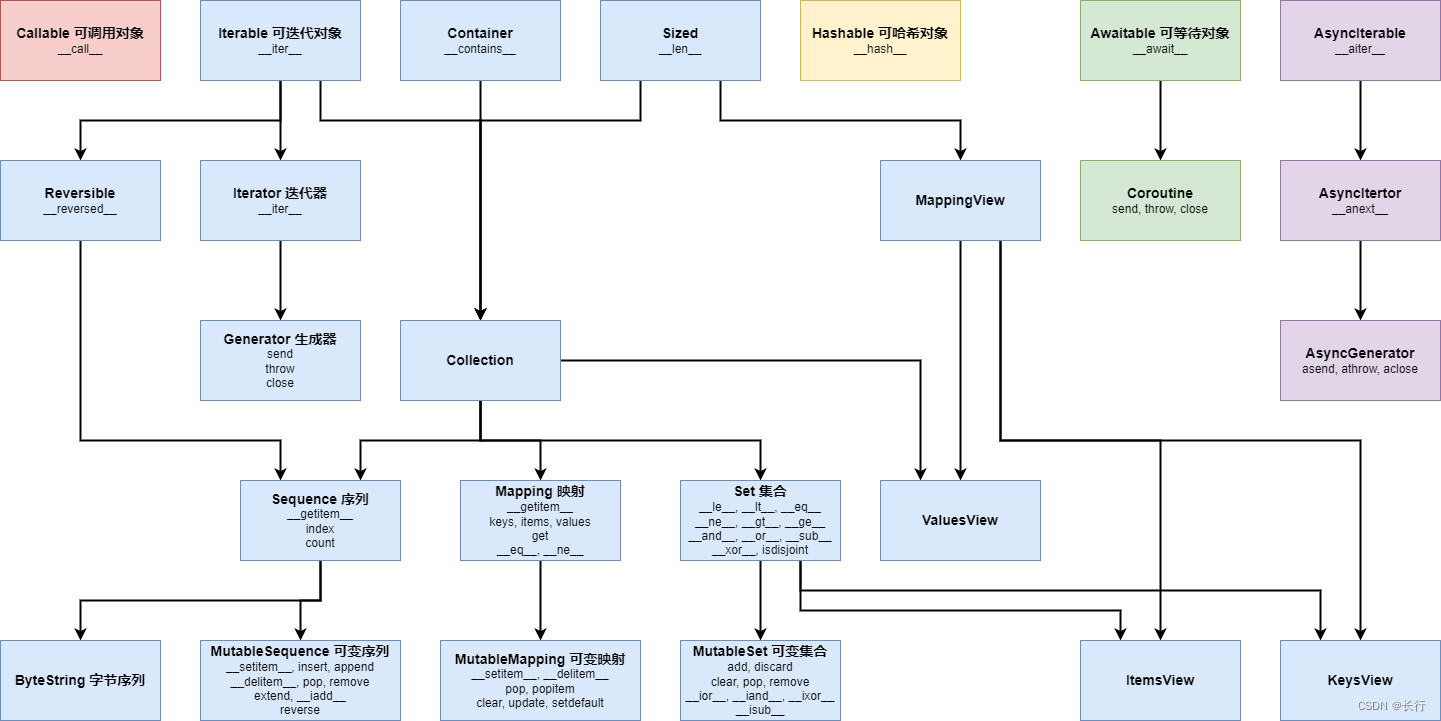 Callable 可调用对象
__call__
Iterable 可迭代对象
__iter__
Container
__contains__
Sized
__len__
Hashable 可哈希对象
__hash__
Awaitable 可等待对象
__await__
AsyncIterable
__aiter__
Reversible
__reversed__
Iterator 迭代器
__iter__
MappingView
Coroutine
send, throw, close
AsyncItertor
__anext__
Generator 生成器
send
throw
close
Collection
AsyncGenerator
asend, athrow, aclose
Sequence 序列
__getitem__
index
count
Mapping 映射
__getitem__
keys, items, values
get
__eq__, __ne__
Set 集合
__le__, __lt__, __eq__
__ne__, __gt__, __ge__
__and__, __or__, __sub__
__xor__, isdisjoint
ValuesView
ByteString 字节序列
MutableSequence 可变序列
__setitem__, insert, append
__delitem__, pop, remove
extend, __iadd__
reverse
MutableMapping 可变映射
__setitem__, __delitem__
pop, popitem
clear, update, setdefault
MutableSet 可变集合
add, discard
clear, pop, remove
__ior__, __iand__, __ixor__
__isub__
ItemsView
KeysView
CSDN @长行